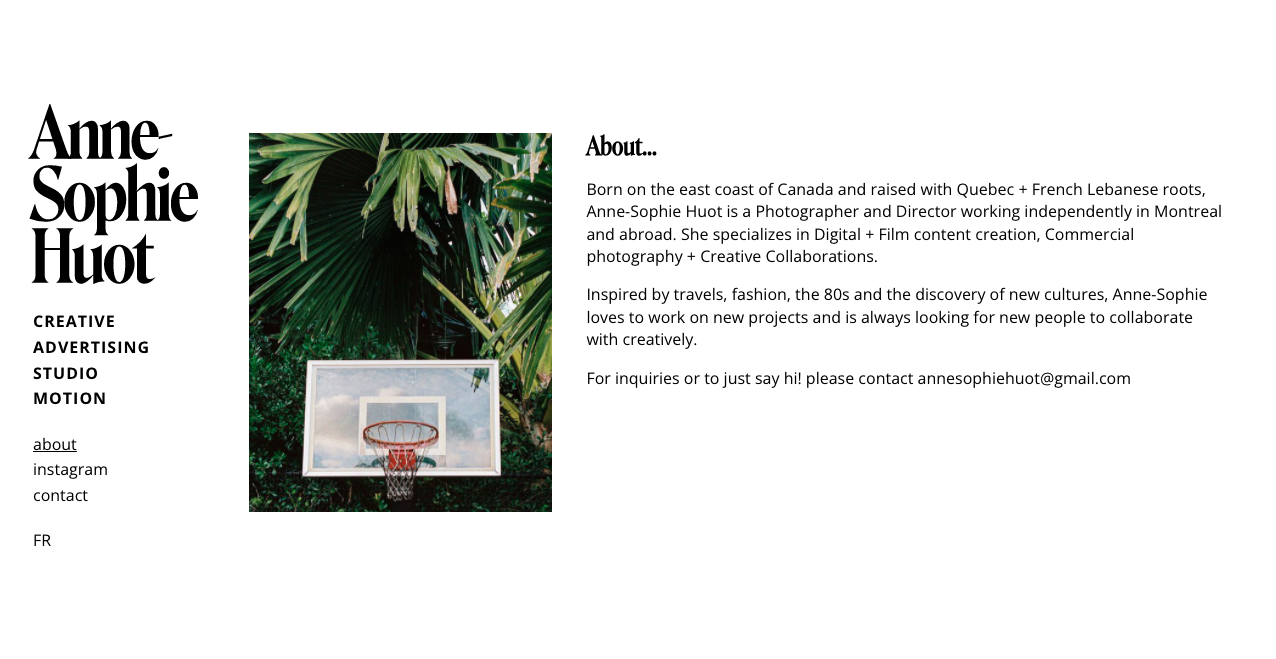 Anne-
Sophie
Huot
CREATIVE
ADVERTISING
STUDIO
MOTION
about
instagram
contact
FR
About...
Born on the east coast of Canada and raised with Quebec + French Lebanese roots,
Anne-Sophie Huot is a Photographer and Director working independently in Montreal
and abroad. She specializes in Digital + Film content creation, Commercial
photography + Creative Collaborations.
Inspired by travels, fashion, the 80s and the discovery of new cultures, Anne-Sophie
loves to work on new projects and is always looking for new people to collaborate
with creatively.
For inquiries or to just say hi! please contact annesophiehuot@gmail.com